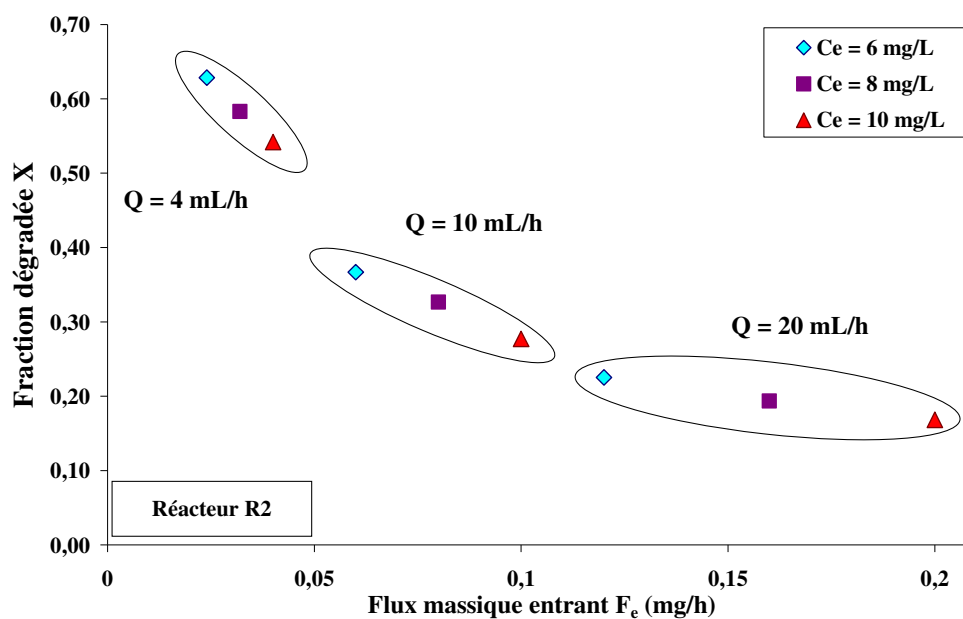 0,70
0,60
0,50
0,40
0,30
0,20
0,10
0,00
Fraction dégradée X
Ce = 6 mg/L
Ce = 8 mg/L
Ce = 10 mg/L
Q = 4 mL/h
Q = 10 mL/h
Q = 20 mL/h
Réacteur R2
0 0,05 0,1 0,15 0,2
Flux massique entrant Fe (mg/h)